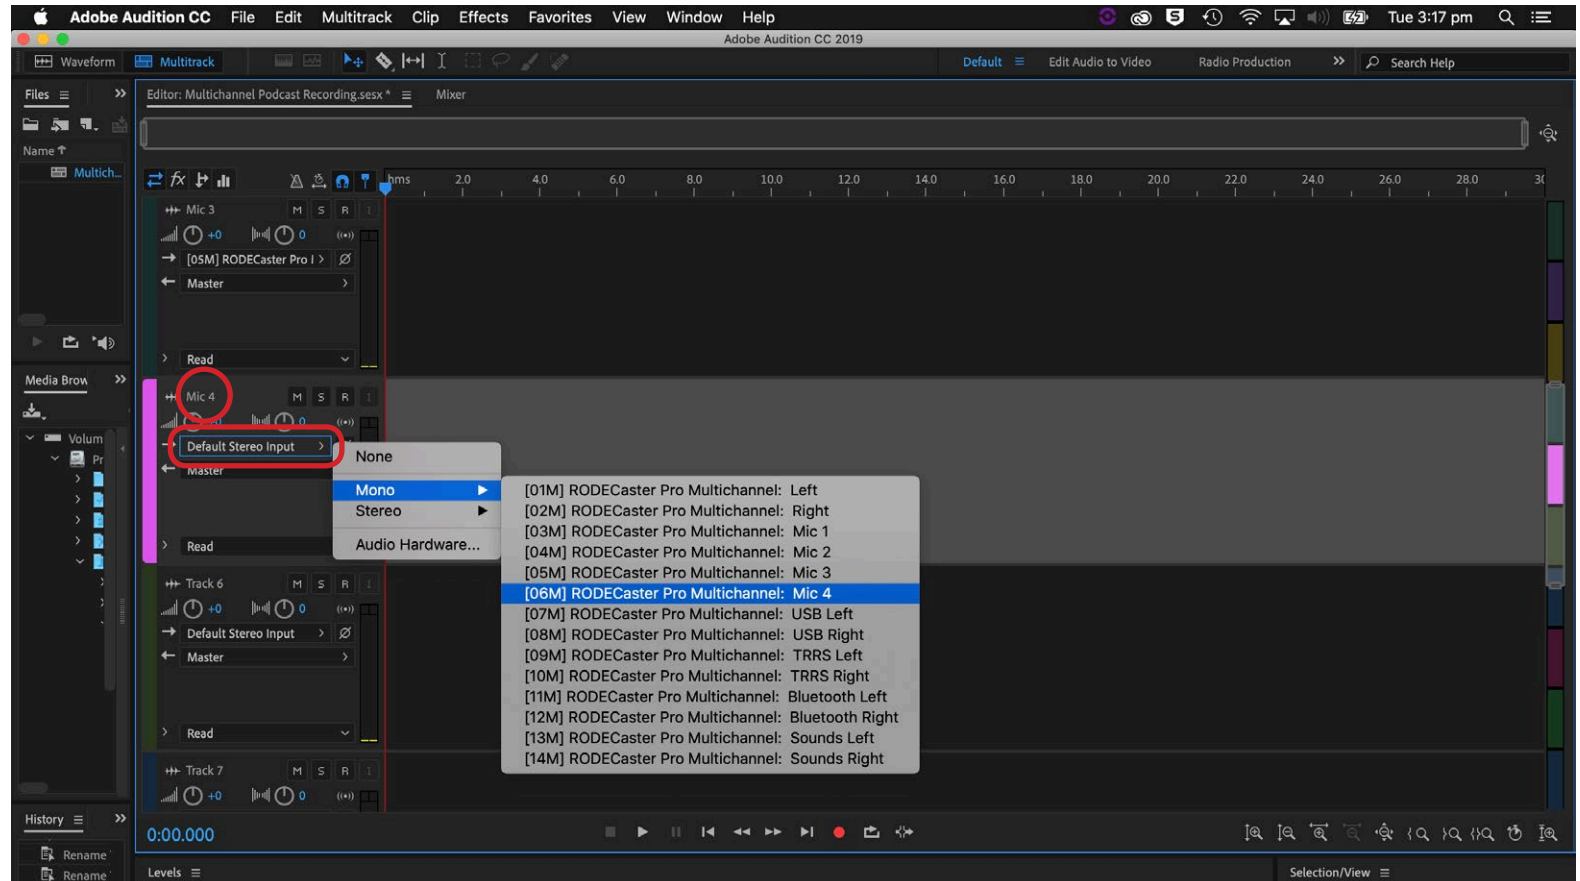 Adobe Audition CC File Edit Multitrack Clip Effects Favorites View Window Help Tue 3:17 pm
Adobe Audition CC 2019
Waveform Multitrack Default Edit Audio to Video Radio Production Search Help
Files Editor: Multichannel Podcast Recording.sesx * Mixer
Name
Multich...
fx hms 2.0 4.0 6.0 8.0 10.0 12.0 14.0 16.0 18.0 20.0 22.0 24.0 26.0 28.0
Mic 3 M S R I
+0 0
[05M] RODECaster Pro
Master
Read
Media Brow
Mic 4 M S R I
+0 0
Default Stereo Input
Master
Read
Volum
Pr
None
Mono
Stereo
Audio Hardware...
[01M] RODECaster Pro Multichannel: Left
[02M] RODECaster Pro Multichannel: Right
[03M] RODECaster Pro Multichannel: Mic 1
[04M] RODECaster Pro Multichannel: Mic 2
[05M] RODECaster Pro Multichannel: Mic 3
[06M] RODECaster Pro Multichannel: Mic 4
[07M] RODECaster Pro Multichannel: USB Left
[08M] RODECaster Pro Multichannel: USB Right
[09M] RODECaster Pro Multichannel: TRRS Left
[10M] RODECaster Pro Multichannel: TRRS Right
[11M] RODECaster Pro Multichannel: Bluetooth Left
[12M] RODECaster Pro Multichannel: Bluetooth Right
[13M] RODECaster Pro Multichannel: Sounds Left
[14M] RODECaster Pro Multichannel: Sounds Right
Track 6 M S R I
+0 0
Default Stereo Input
Master
Read
Track 7 M S R I
+0 0
History
Rename
Rename
0:00.000
Levels Selection/View